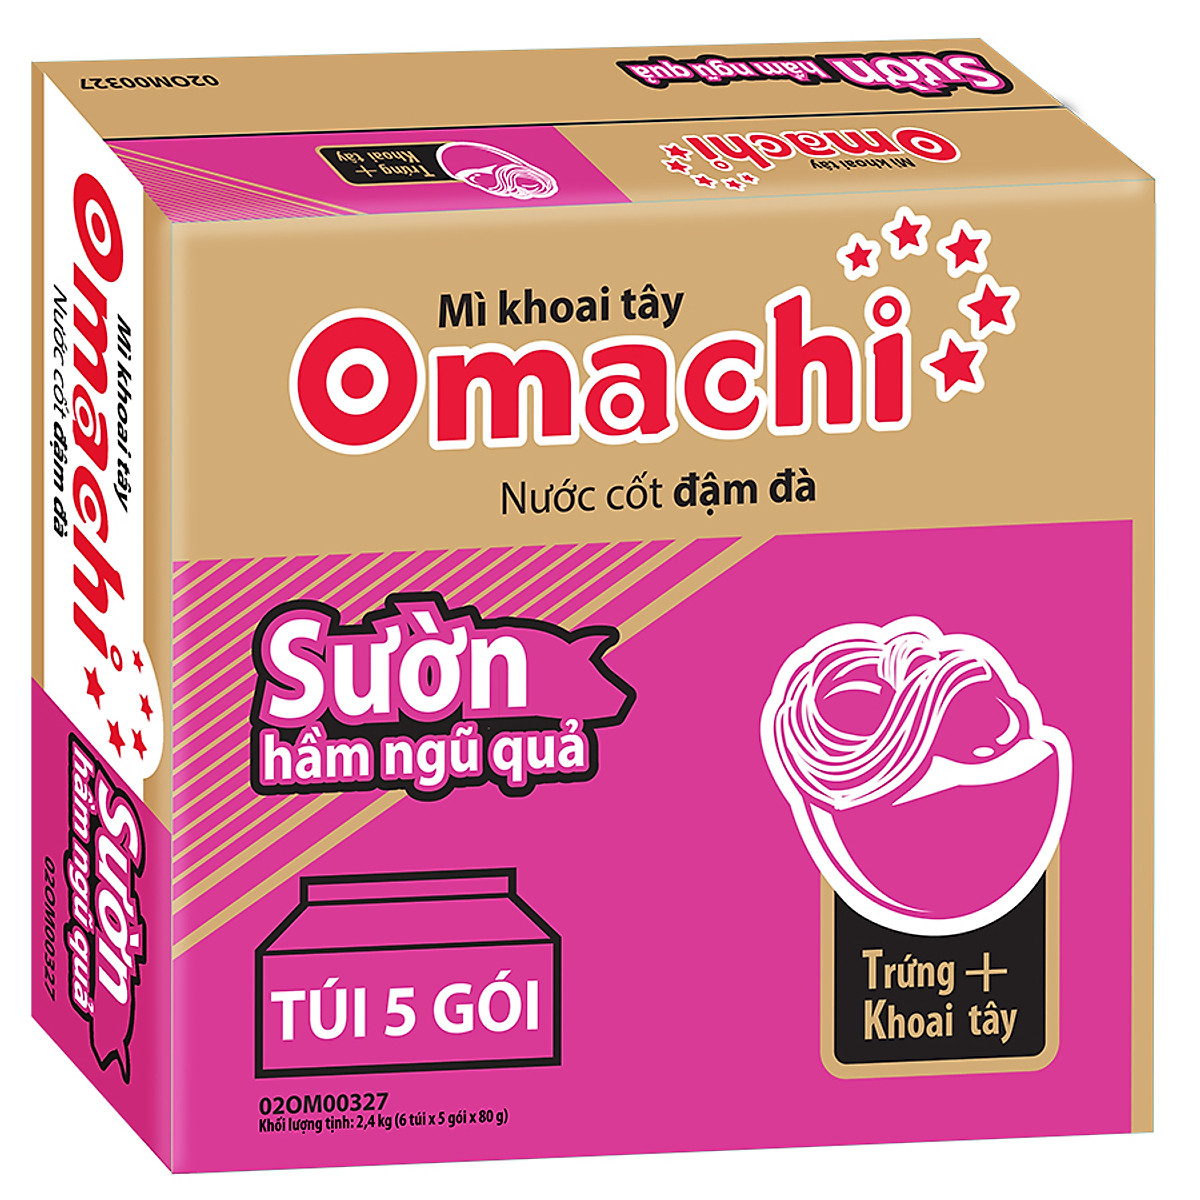 02OM00327
Sườn hầm ngũ quả
Trứng +
Khoai tây
Mì khoai tây
Omachi
Mì khoai tây
Omachi
Nước cốt đậm đà
Sườn
hầm ngũ quả
TÚI 5 GÓI
Trứng +
Khoai tây
02OM00327
Khối lượng tịnh: 2,4 kg (6 túi x 5 gói x 80 g)
Omachi
Mì khoai tây
Nước cốt đậm đà
Sườn
hầm ngũ quả
02OM00327